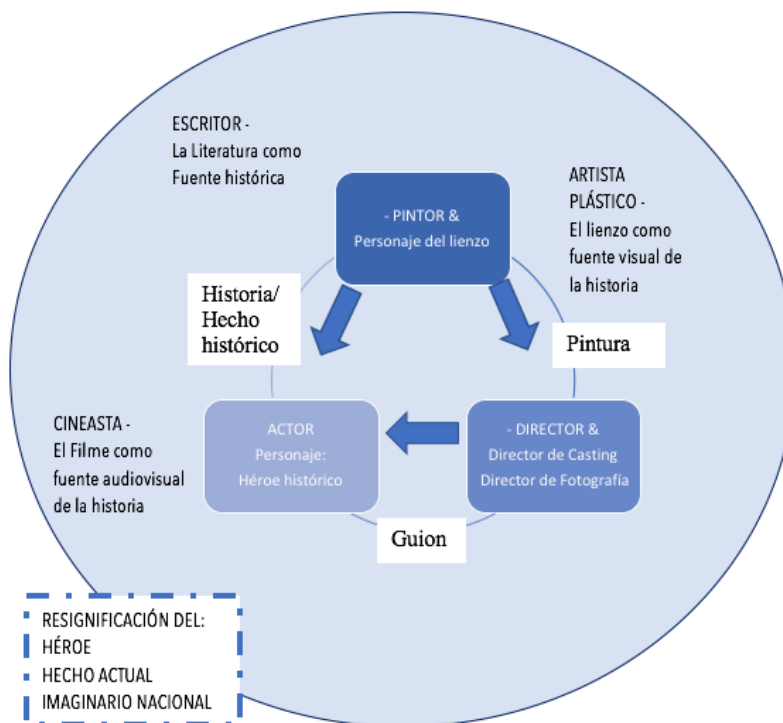 ESCRITOR -
La Literatura como
Fuente histórica
ARTISTA
PLÁSTICO -
El lienzo como
fuente visual de
la historia
- PINTOR &
Personaje del lienzo
Historia/
Hecho
histórico
Pintura
CINEASTA -
El Filme como
fuente audiovisual
de la historia
ACTOR
Personaje:
Héroe histórico
- DIRECTOR &
Director de Casting
Director de Fotografía
Guion
RESIGNIFICACIÓN DEL:
HÉROE
HECHO ACTUAL
IMAGINARIO NACIONAL